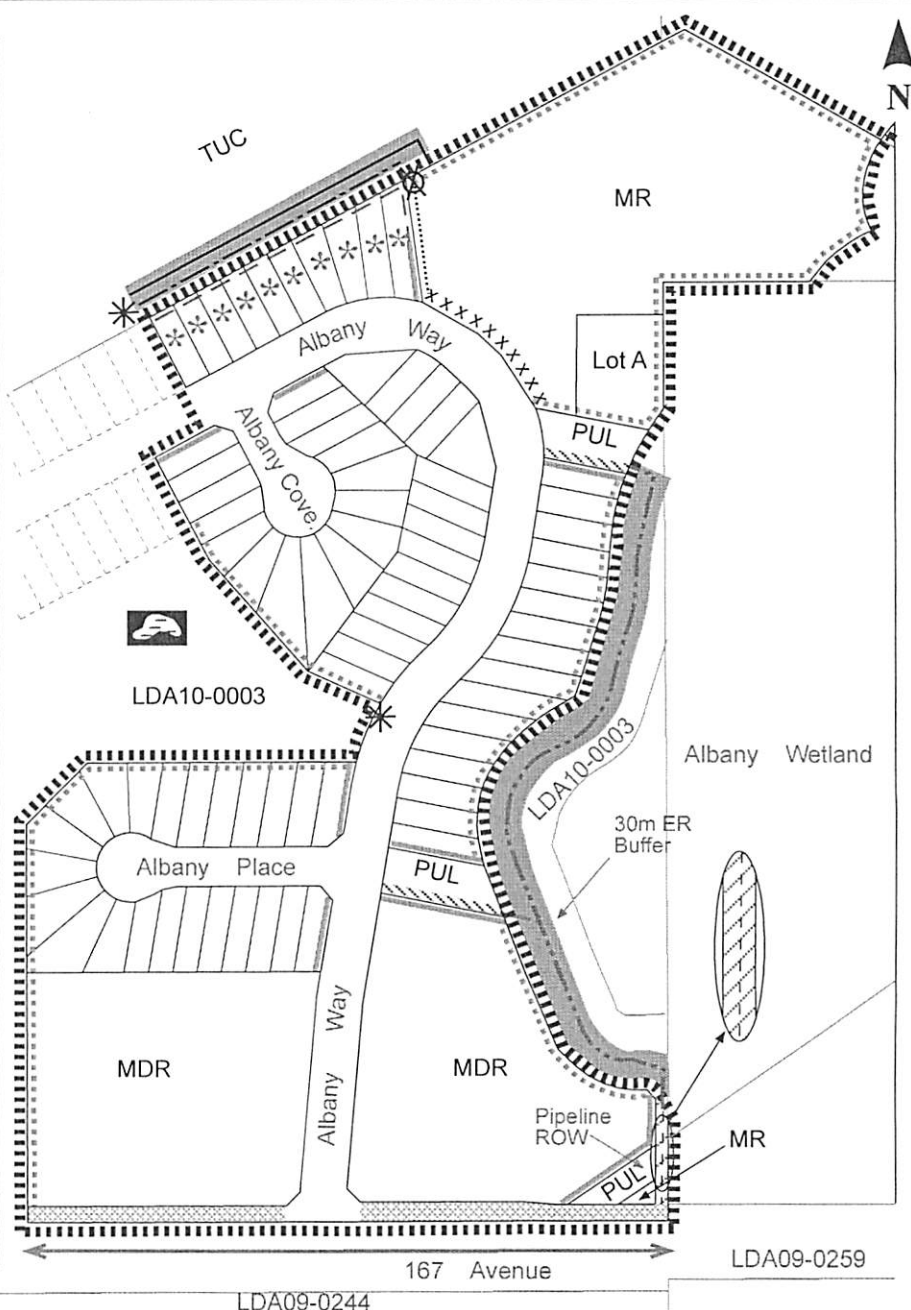 N
TUC
MR
Albany Way
Lot A
PUL
Albany Cove.
LDA10-0003
LDA10-0003
Albany Wetland
30m ER
Buffer
Albany Place
PUL
Albany Way
MDR
MDR
Pipeline
ROW
MR
PUL
167 Avenue
LDA09-0259
LDA09-0244